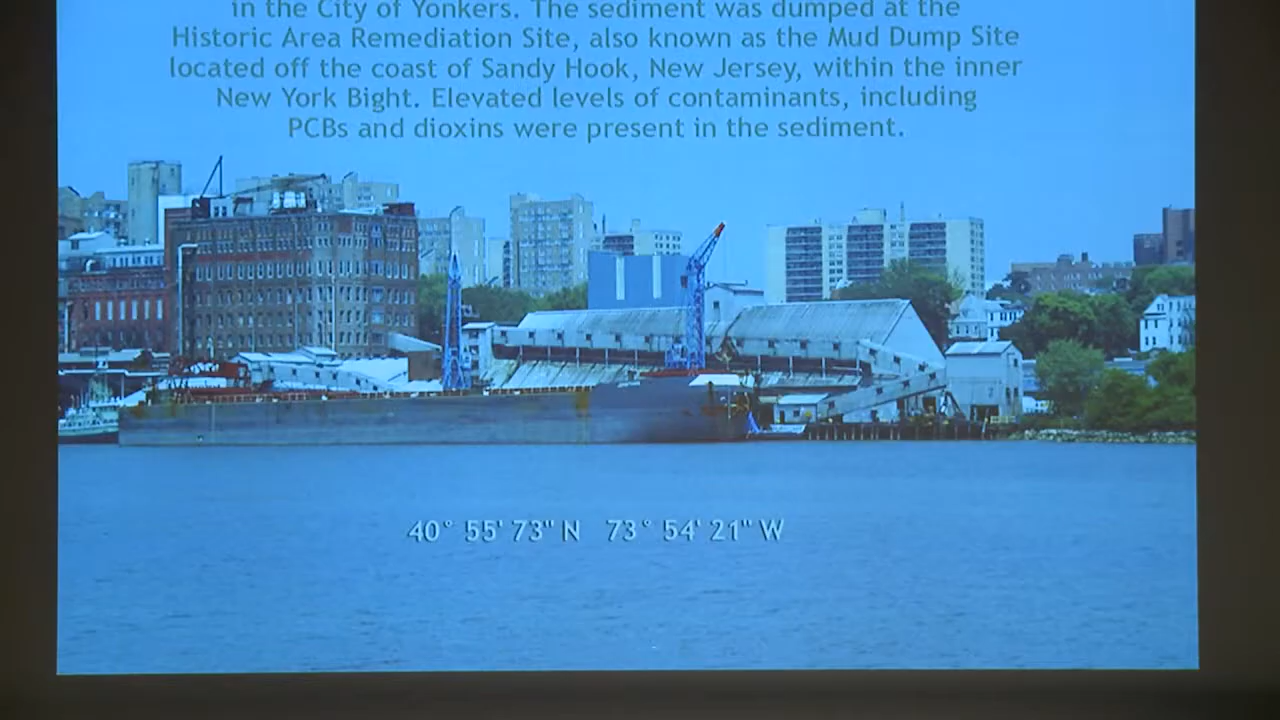 in the City of Yonkers. The sediment was dumped at the
Historic Area Remediation Site, also known as the Mud Dump Site
located off the coast of Sandy Hook, New Jersey, within the inner
New York Bight. Elevated levels of contaminants, including
PCBs and dioxins were present in the sediment.
40° 55' 73" N 73° 54' 21" W